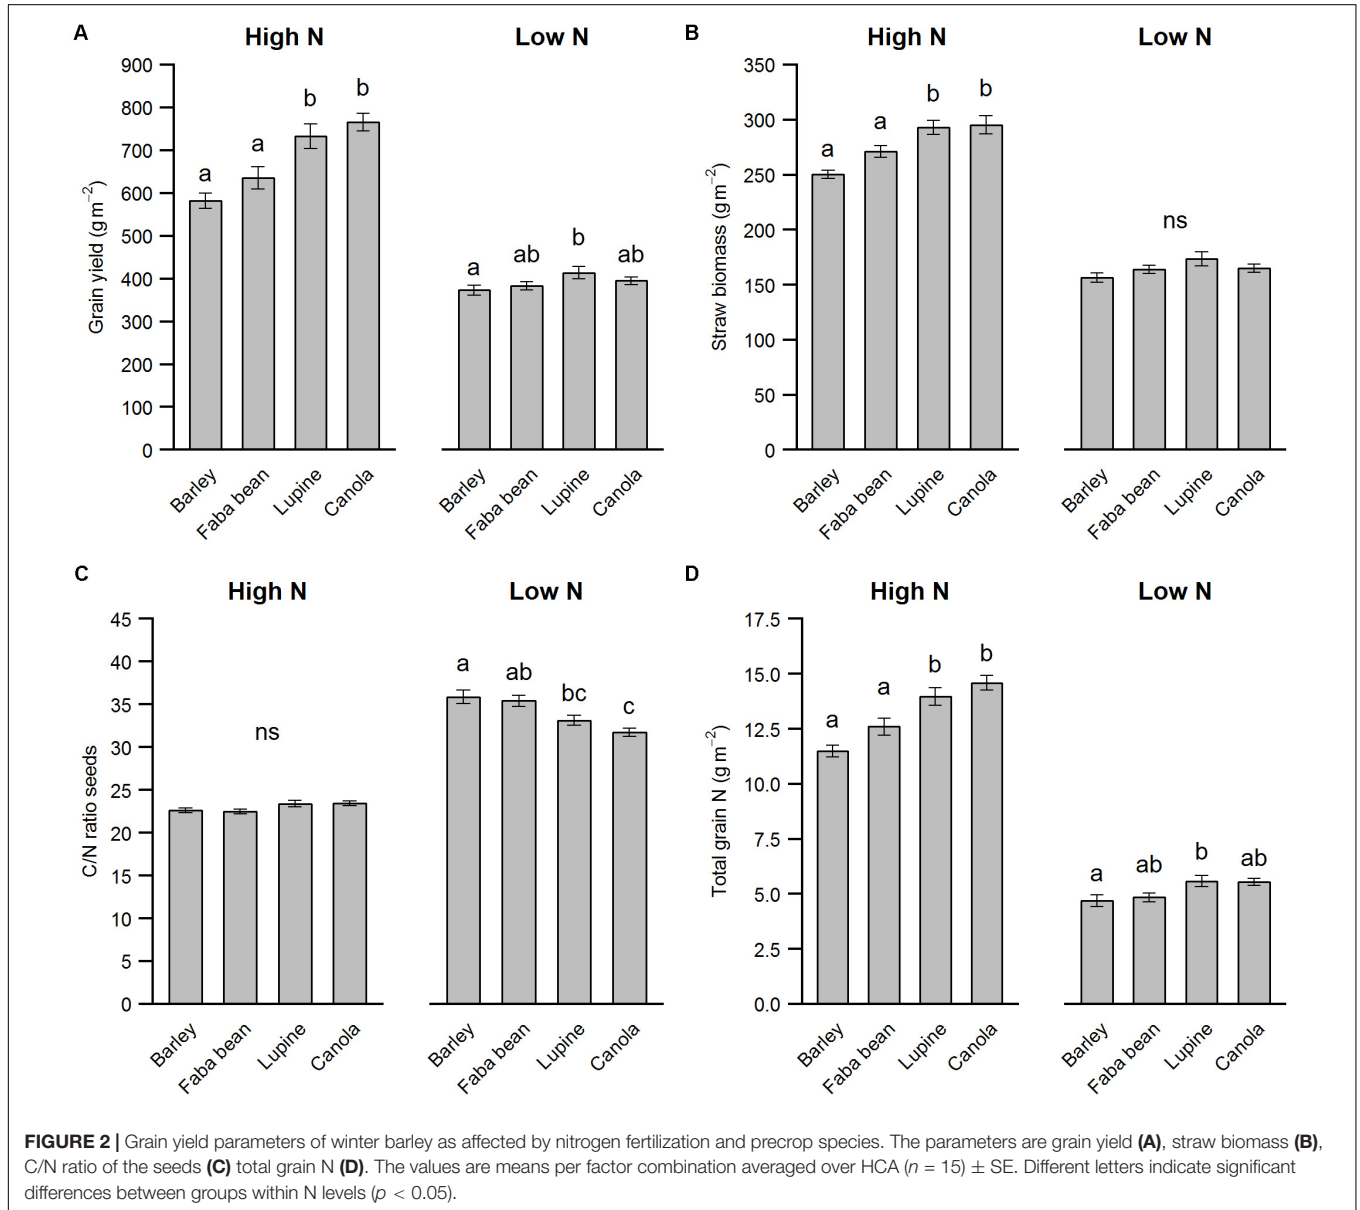 A
High N
Low N
Grain yield (g m⁻²)
900
800
700
600
500
400
300
200
100
0
a
a
b
b
a
ab
b
ab
Barley
Faba bean
Lupine
Canola
Barley
Faba bean
Lupine
Canola
B
High N
Low N
Straw biomass (g m⁻²)
350
300
250
200
150
100
50
0
a
a
b
b
ns
Barley
Faba bean
Lupine
Canola
Barley
Faba bean
Lupine
Canola
C
High N
Low N
C/N ratio seeds
45
40
35
30
25
20
15
10
5
0
ns
a
ab
bc
c
Barley
Faba bean
Lupine
Canola
Barley
Faba bean
Lupine
Canola
D
High N
Low N
Total grain N (g m⁻²)
17.5
15.0
12.5
10.0
7.5
5.0
2.5
0.0
a
a
b
b
a
ab
b
ab
Barley
Faba bean
Lupine
Canola
Barley
Faba bean
Lupine
Canola
FIGURE 2 | Grain yield parameters of winter barley as affected by nitrogen fertilization and precrop species. The parameters are grain yield (A), straw biomass (B),
C/N ratio of the seeds (C) total grain N (D). The values are means per factor combination averaged over HCA (n = 15) ± SE. Different letters indicate significant
differences between groups within N levels (p < 0.05).